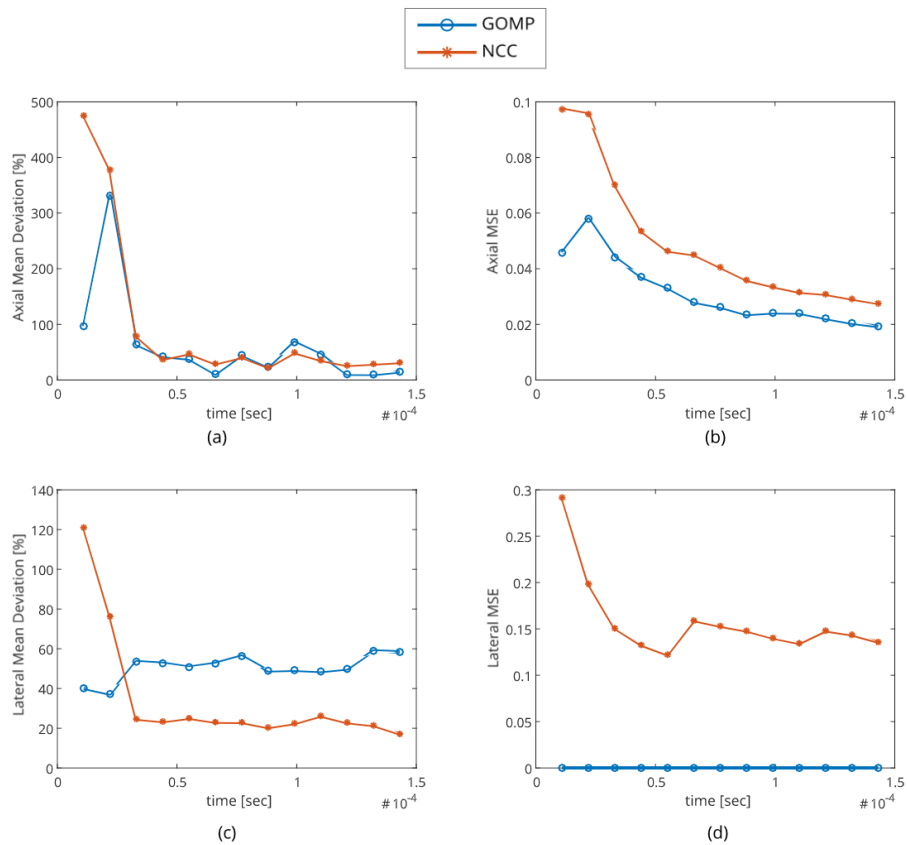 GOMP
NCC
Axial Mean Deviation [%]
500
400
300
200
100
0
0 0.5 1 1.5
time [sec] # 10⁻⁴
(a)
Axial MSE
0.1
0.08
0.06
0.04
0.02
0
0 0.5 1 1.5
time [sec] # 10⁻⁴
(b)
Lateral Mean Deviation [%]
140
120
100
80
60
40
20
0
0 0.5 1 1.5
time [sec] # 10⁻⁴
(c)
Lateral MSE
0.3
0.25
0.2
0.15
0.1
0.05
0
0 0.5 1 1.5
time [sec] # 10⁻⁴
(d)